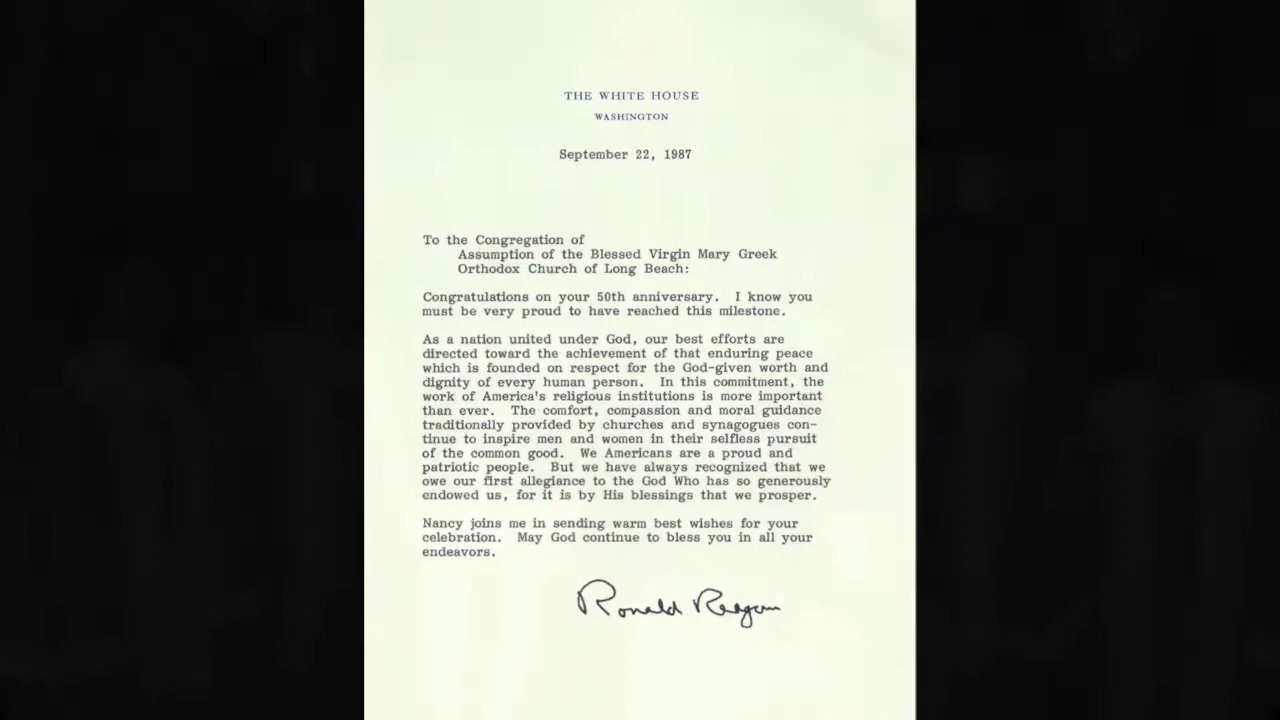 THE WHITE HOUSE
WASHINGTON
September 22, 1987
To the Congregation of
Assumption of the Blessed Virgin Mary Greek
Orthodox Church of Long Beach:
Congratulations on your 50th anniversary. I know you
must be very proud to have reached this milestone.
As a nation united under God, our best efforts are
directed toward the achievement of that enduring peace
which is founded on respect for the God-given worth and
dignity of every human person. In this commitment, the
work of America's religious institutions is more important
than ever. The comfort, compassion and moral guidance
traditionally provided by churches and synagogues con-
tinue to inspire men and women in their selfless pursuit
of the common good. We Americans are a proud and
patriotic people. But we have always recognized that we
owe our first allegiance to the God Who has so generously
endowed us, for it is by His blessings that we prosper.
Nancy joins me in sending warm best wishes for your
celebration. May God continue to bless you in all your
endeavors.
Ronald Reagan